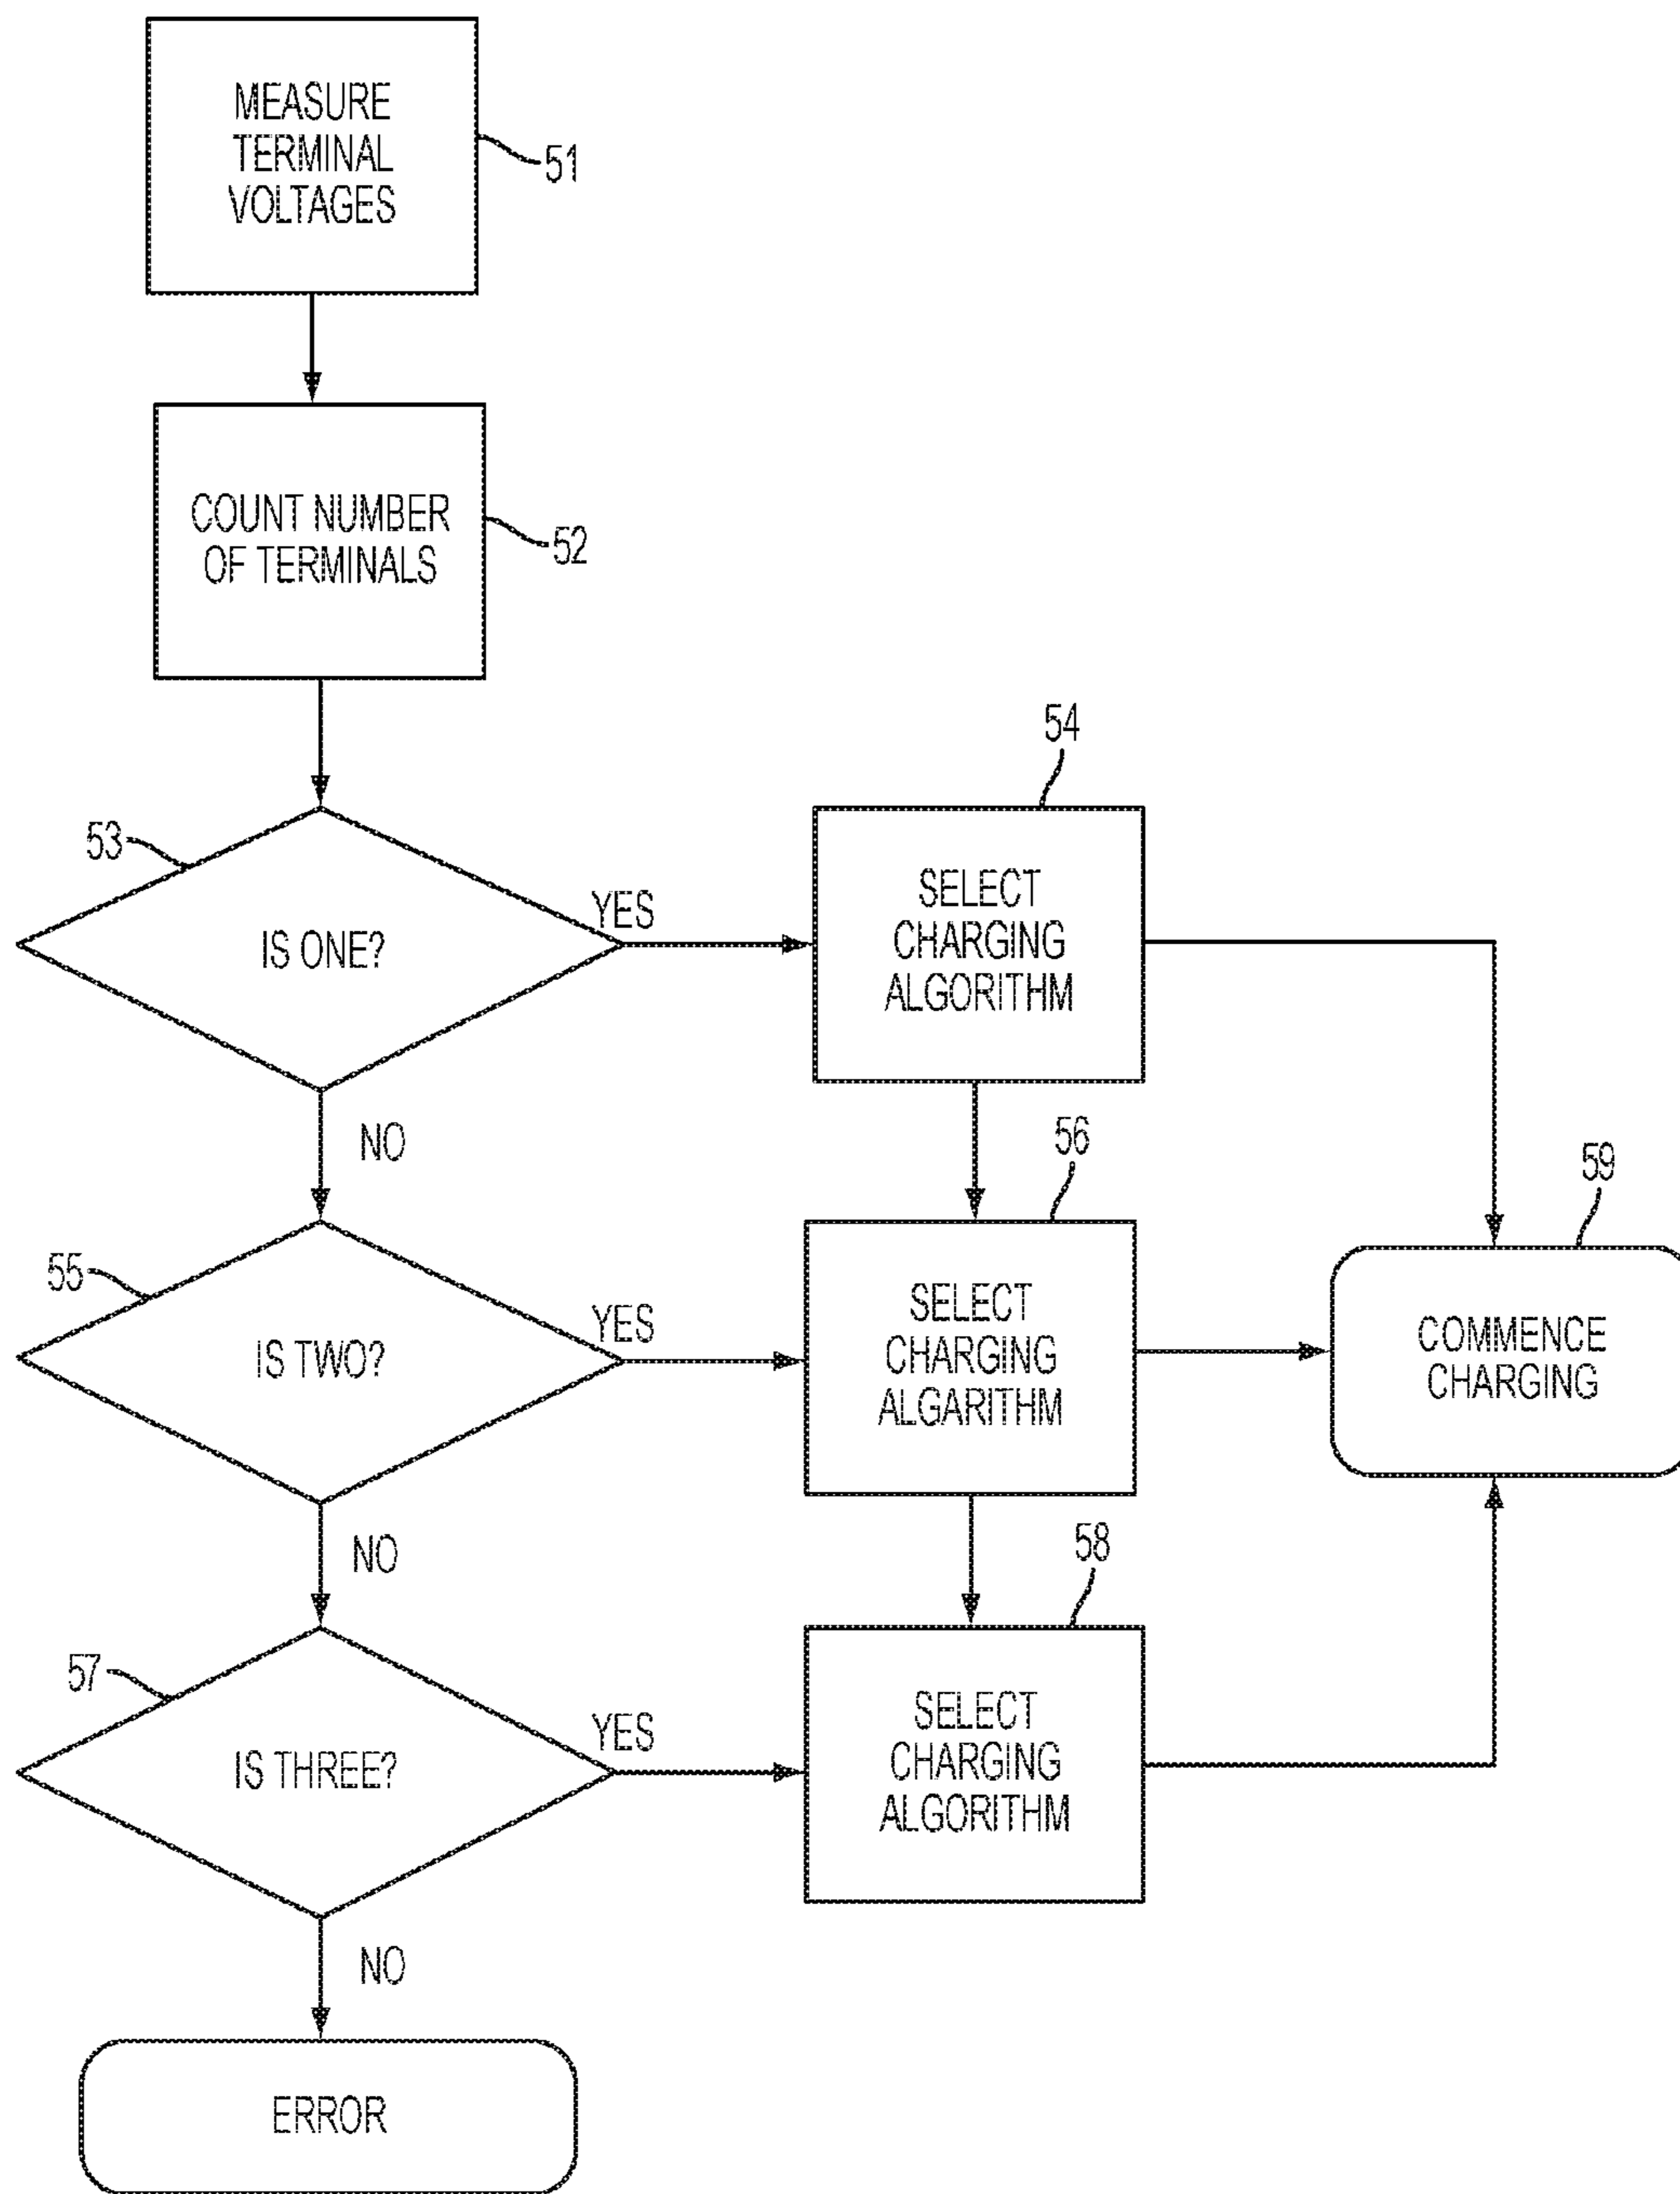 MEASURE
TERMINAL
VOLTAGES
51
COUNT NUMBER
OF TERMINALS
52
53
IS ONE?
YES
54
SELECT
CHARGING
ALGORITHM
NO
55
IS TWO?
YES
56
SELECT
CHARGING
ALGARITHM
59
COMMENCE
CHARGING
NO
57
IS THREE?
YES
58
SELECT
CHARGING
ALGORITHM
NO
ERROR